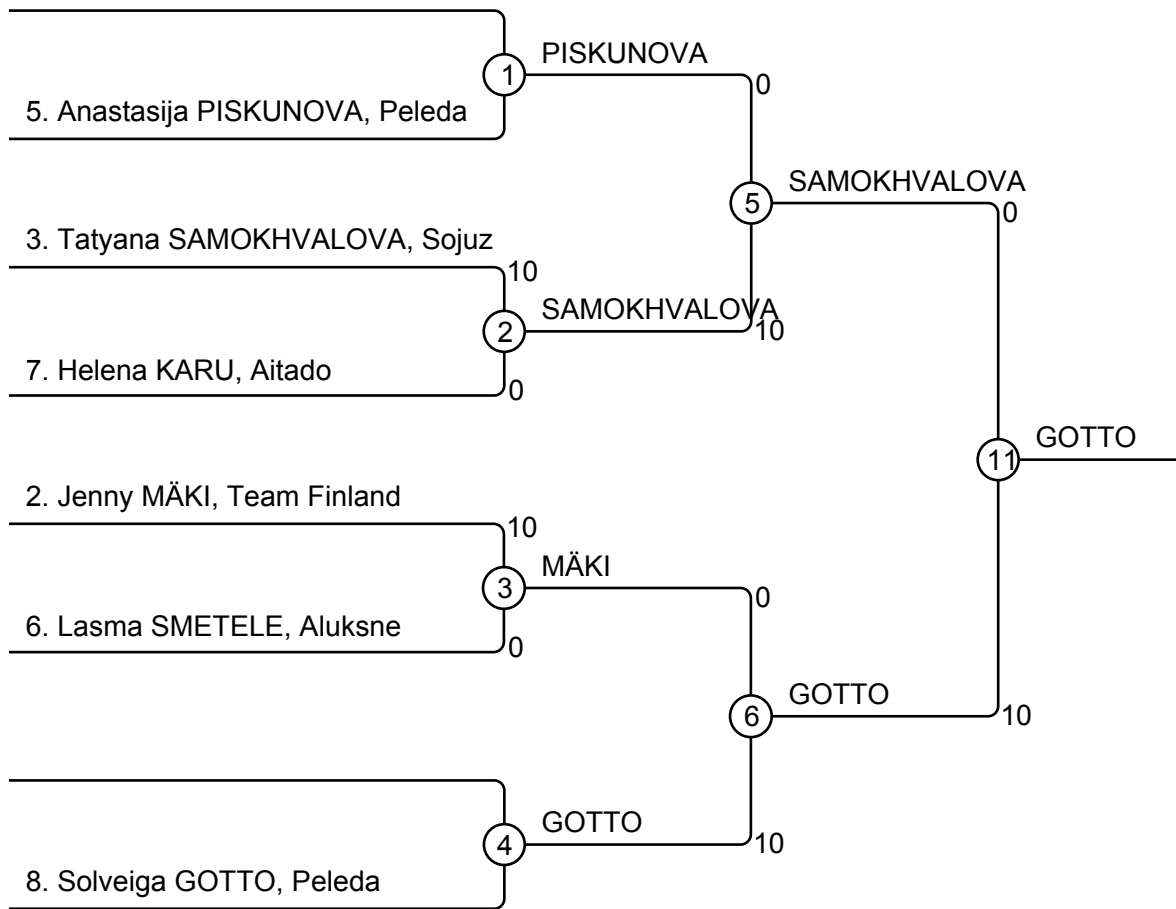 PISKUNOVA
1
0
5. Anastasija PISKUNOVA, Peleda
SAMOKHVALOVA
5
0
3. Tatyana SAMOKHVALOVA, Sojuz
10
SAMOKHVALOVA
2
10
7. Helena KARU, Aitado
0
GOTTO
11
2. Jenny MÄKI, Team Finland
10
MÄKI
3
0
6. Lasma SMETELE, Aluksne
0
GOTTO
6
10
GOTTO
4
10
8. Solveiga GOTTO, Peleda